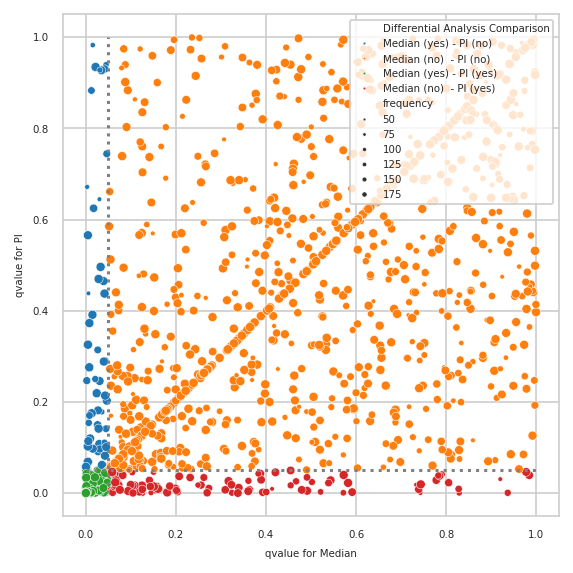 Differential Analysis Comparison
Median (yes) - PI (no)
Median (no)  - PI (no)
Median (yes) - PI (yes)
Median (no) - PI (yes)
frequency
50
75
100
125
150
175
1.0
0.8
0.6
0.4
0.2
0.0
qvalue for PI
0.0 0.2 0.4 0.6 0.8 1.0
qvalue for Median